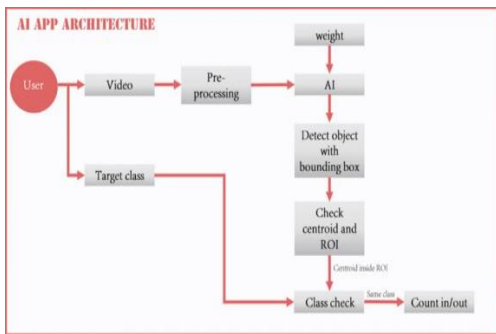 AI APP ARCHITECTURE
weight
User
Video
Pre-
processing
AI
Detect object
with
bounding box
Target class
Check
centroid and
ROI
Centroid inside ROI
Class check
Same class
Count in/out